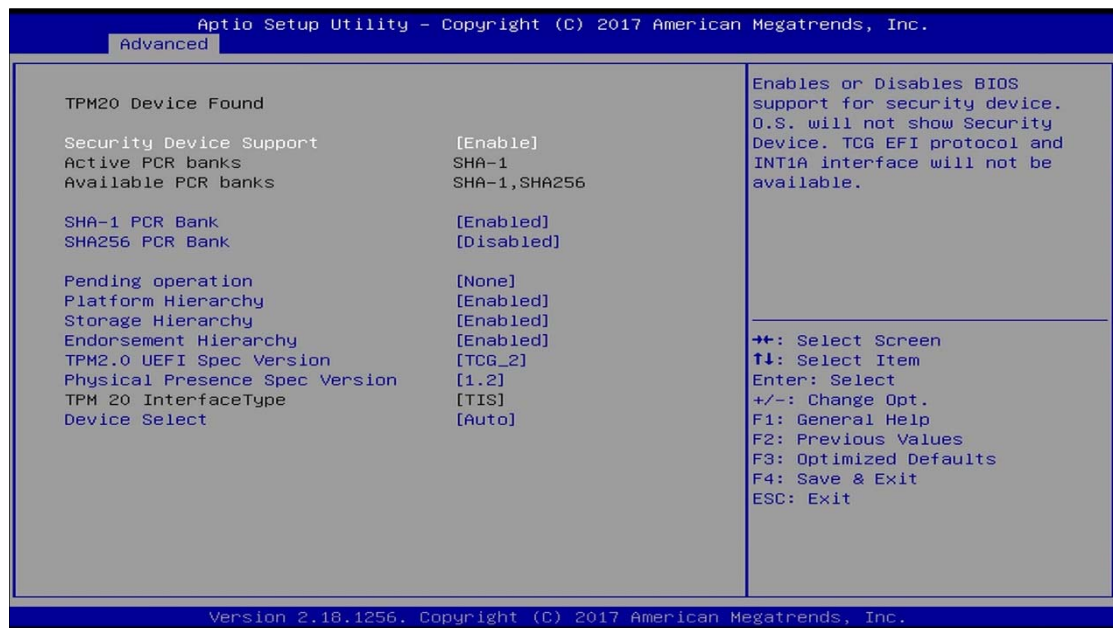 Aptio Setup Utility – Copyright (C) 2017 American Megatrends, Inc.
Advanced
TPM20 Device Found
Security Device Support [Enable]
Active PCR banks SHA-1
Available PCR banks SHA-1,SHA256
SHA-1 PCR Bank [Enabled]
SHA256 PCR Bank [Disabled]
Pending operation [None]
Platform Hierarchy [Enabled]
Storage Hierarchy [Enabled]
Endorsement Hierarchy [Enabled]
TPM2.0 UEFI Spec Version [TCG_2]
Physical Presence Spec Version [1.2]
TPM 20 InterfaceType [TIS]
Device Select [Auto]
Enables or Disables BIOS
support for security device.
O.S. will not show Security
Device. TCG EFI protocol and
INT1A interface will not be
available.
→←: Select Screen
↑↓: Select Item
Enter: Select
+/-: Change Opt.
F1: General Help
F2: Previous Values
F3: Optimized Defaults
F4: Save & Exit
ESC: Exit
Version 2.18.1256. Copyright (C) 2017 American Megatrends, Inc.